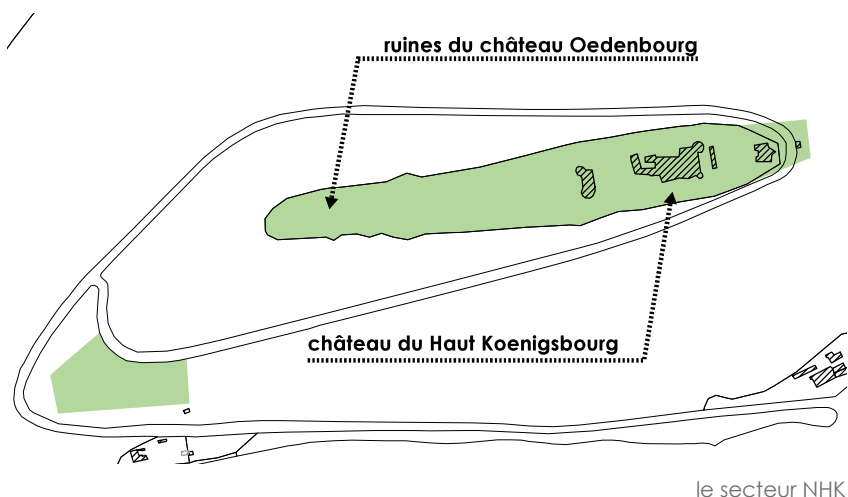 ruines du château Oedenbourg
château du Haut Koenigsbourg
le secteur NHK